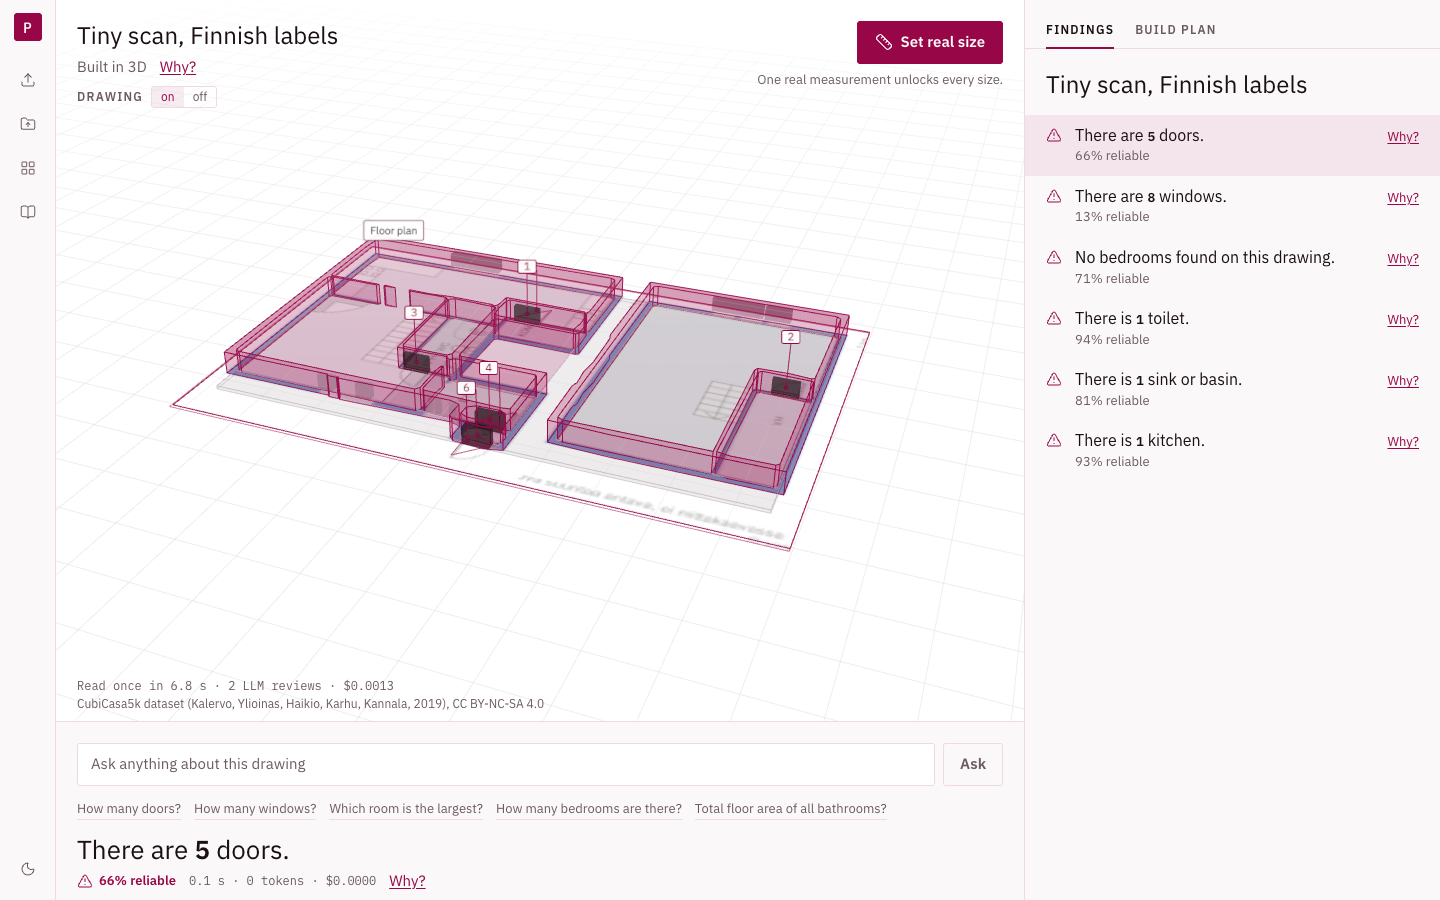 P
Tiny scan, Finnish labels
Built in 3D Why?
DRAWING on off
Set real size
One real measurement unlocks every size.
Floor plan
1
3
2
4
6
Read once in 6.8 s · 2 LLM reviews · $0.0013
CubiCasa5k dataset (Kalervo, Ylioinas, Haikio, Karhu, Kannala, 2019), CC BY-NC-SA 4.0
Ask anything about this drawing
Ask
How many doors? How many windows? Which room is the largest? How many bedrooms are there? Total floor area of all bathrooms?
There are 5 doors.
66% reliable 0.1 s · 0 tokens · $0.0000 Why?
FINDINGS BUILD PLAN
Tiny scan, Finnish labels
There are 5 doors. Why?
66% reliable
There are 8 windows. Why?
13% reliable
No bedrooms found on this drawing. Why?
71% reliable
There is 1 toilet. Why?
94% reliable
There is 1 sink or basin. Why?
81% reliable
There is 1 kitchen. Why?
93% reliable